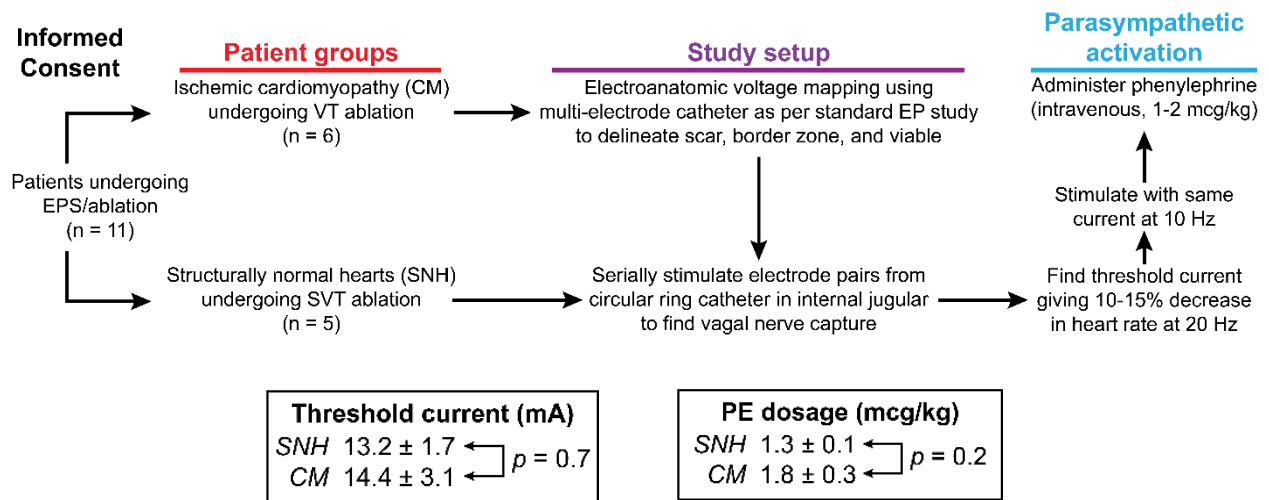 Informed
Consent
Patient groups
Study setup
Parasympathetic
activation
Ischemic cardiomyopathy (CM)
undergoing VT ablation
(n = 6)
Electroanatomic voltage mapping using
multi-electrode catheter as per standard EP study
to delineate scar, border zone, and viable
Administer phenylephrine
(intravenous, 1-2 mcg/kg)
Patients undergoing
EPS/ablation
(n = 11)
Stimulate with same
current at 10 Hz
Structurally normal hearts (SNH)
undergoing SVT ablation
(n = 5)
Serially stimulate electrode pairs from
circular ring catheter in internal jugular
to find vagal nerve capture
Find threshold current
giving 10-15% decrease
in heart rate at 20 Hz
Threshold current (mA)
SNH 13.2 ± 1.7
CM 14.4 ± 3.1
p = 0.7
PE dosage (mcg/kg)
SNH 1.3 ± 0.1
CM 1.8 ± 0.3
p = 0.2